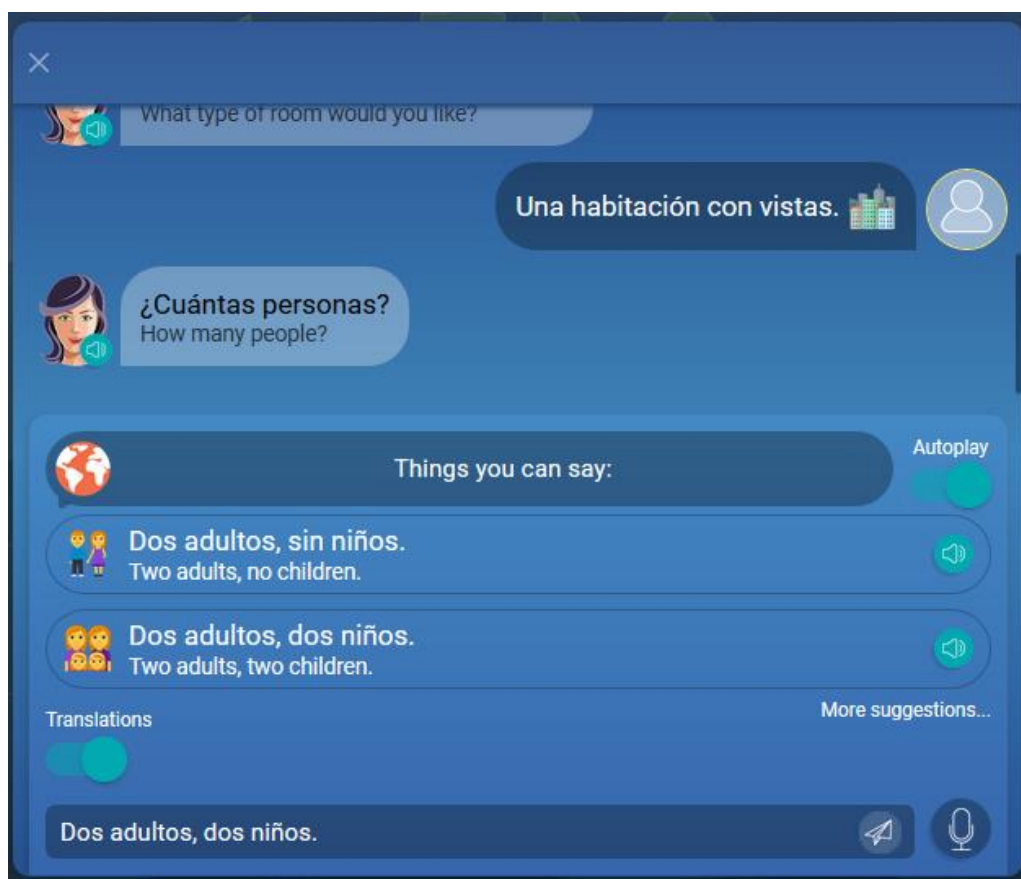 What type of room would you like?
Una habitación con vistas.
¿Cuántas personas?
How many people?
Things you can say:
Autoplay
Dos adultos, sin niños.
Two adults, no children.
Dos adultos, dos niños.
Two adults, two children.
More suggestions...
Translations
Dos adultos, dos niños.